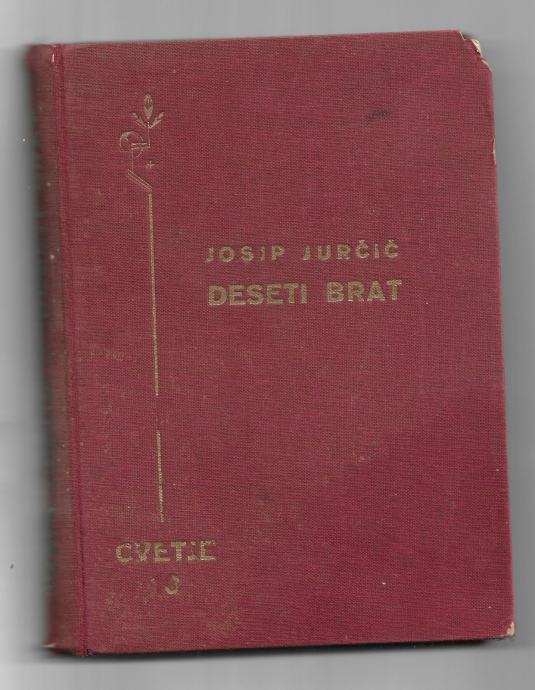 JOSIP JURČIČ
DESETI BRAT
CVETJE
3